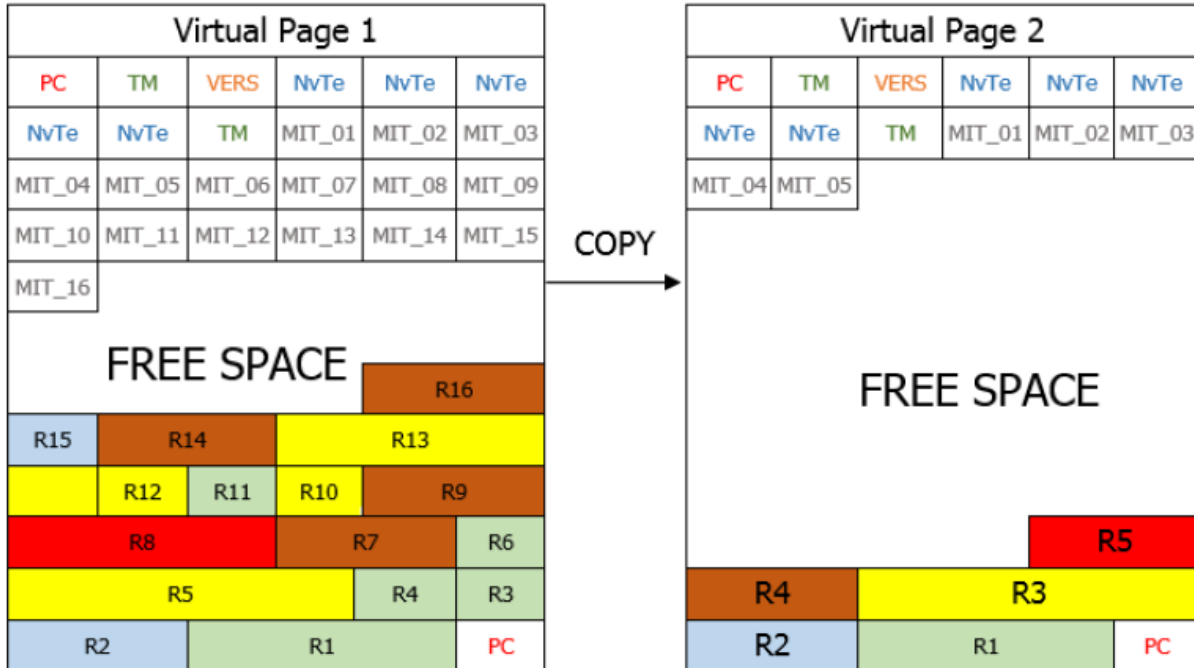 Virtual Page 1
PC TM VERS NvTe NvTe NvTe
NvTe NvTe TM MIT_01 MIT_02 MIT_03
MIT_04 MIT_05 MIT_06 MIT_07 MIT_08 MIT_09
MIT_10 MIT_11 MIT_12 MIT_13 MIT_14 MIT_15
MIT_16
FREE SPACE
R16
R15 R14 R13
R12 R11 R10 R9
R8 R7 R6
R5 R4 R3
R2 R1 PC
COPY
Virtual Page 2
PC TM VERS NvTe NvTe NvTe
NvTe NvTe TM MIT_01 MIT_02 MIT_03
MIT_04 MIT_05
FREE SPACE
R5
R4 R3
R2 R1 PC